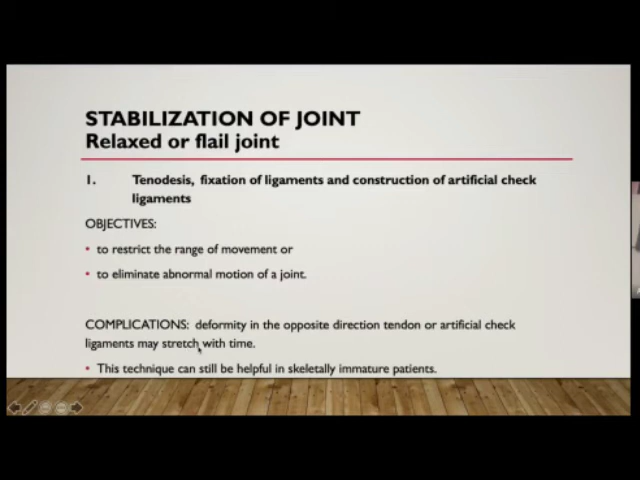 STABILIZATION OF JOINT
Relaxed or flail joint
1. Tenodesis, fixation of ligaments and construction of artificial check
ligaments
OBJECTIVES:
• to restrict the range of movement or
• to eliminate abnormal motion of a joint.
COMPLICATIONS: deformity in the opposite direction tendon or artificial check
ligaments may stretch with time.
• This technique can still be helpful in skeletally immature patients.